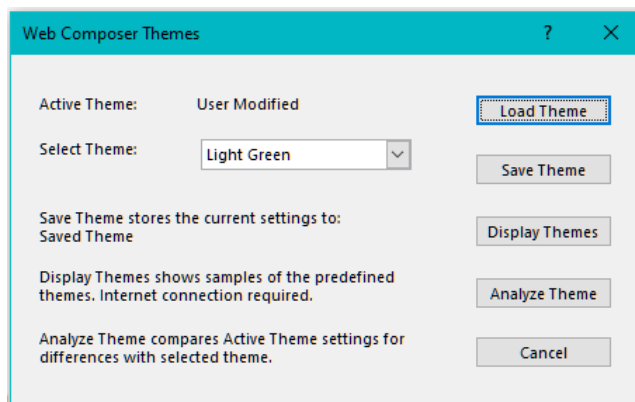 Web Composer Themes ?
Active Theme: User Modified
Load Theme
Select Theme: Light Green
Save Theme
Save Theme stores the current settings to:
Saved Theme
Display Themes
Display Themes shows samples of the predefined
themes. Internet connection required.
Analyze Theme
Analyze Theme compares Active Theme settings for
differences with selected theme.
Cancel